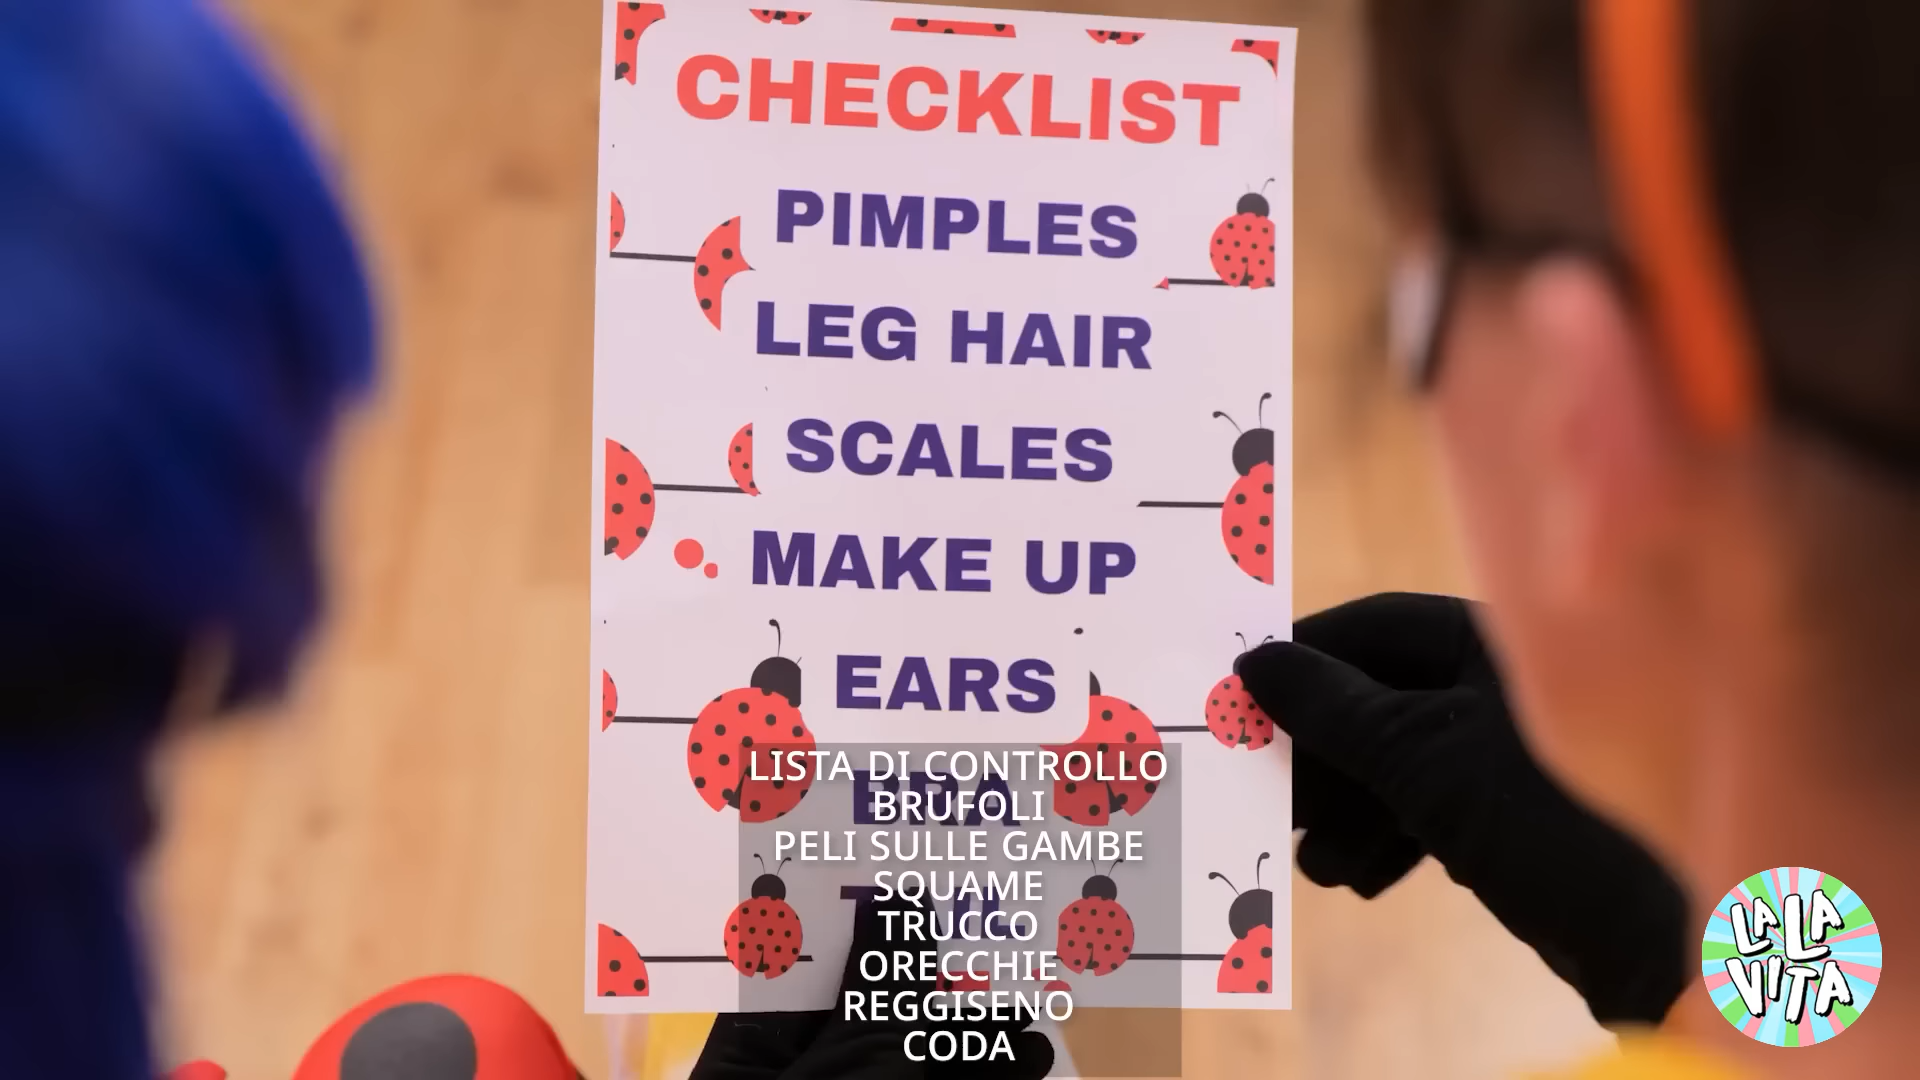 CHECKLIST
PIMPLES
LEG HAIR
SCALES
MAKE UP
EARS
BRA
LISTA DI CONTROLLO
BRUFOLI
PELI SULLE GAMBE
SQUAME
TRUCCO
ORECCHIE
REGGISENO
CODA
LA LA
VITA